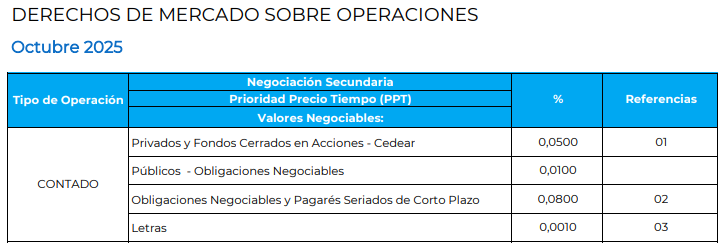 DERECHOS DE MERCADO SOBRE OPERACIONES
Octubre 2025
Tipo de Operación
Negociación Secundaria
Prioridad Precio Tiempo (PPT)
Valores Negociables:
%
Referencias
CONTADO
Privados y Fondos Cerrados en Acciones - Cedear 0,0500 01
Públicos - Obligaciones Negociables 0,0100
Obligaciones Negociables y Pagarés Seriados de Corto Plazo 0,0800 02
Letras 0,0010 03